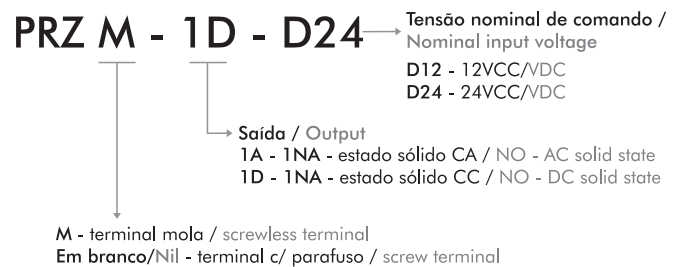 PRZ M - 1D - D24
Tensão nominal de comando /
Nominal input voltage
D12 - 12VCC/VDC
D24 - 24VCC/VDC
Saída / Output
1A - 1NA - estado sólido CA / NO - AC solid state
1D - 1NA - estado sólido CC / NO - DC solid state
M - terminal mola / screwless terminal
Em branco/Nil - terminal c/ parafuso / screw terminal